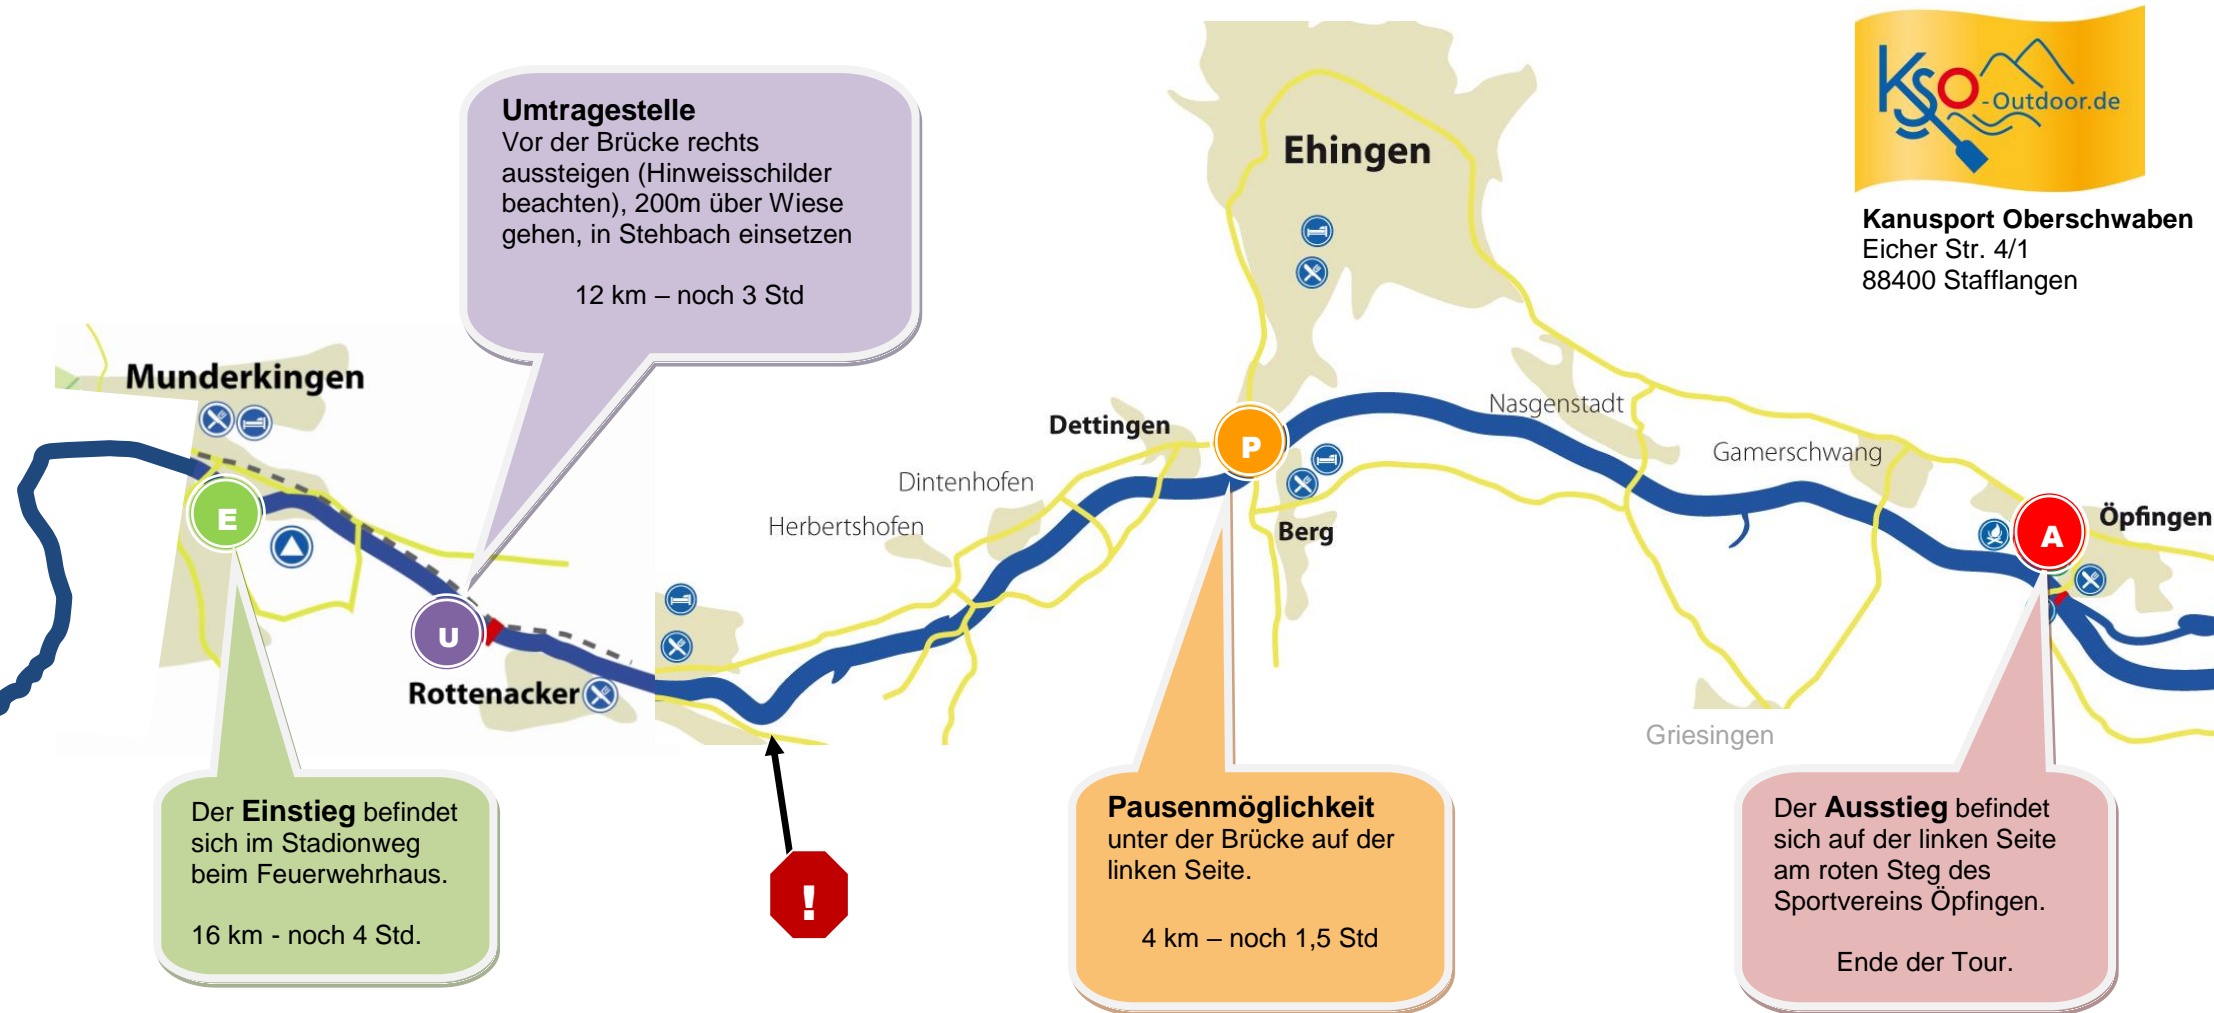 KSO
-Outdoor.de
Kanusport Oberschwaben
Eicher Str. 4/1
88400 Stafflangen
Umtragestelle
Vor der Brücke rechts
aussteigen (Hinweisschilder
beachten), 200m über Wiese
gehen, in Stehbach einsetzen
12 km – noch 3 Std
Ehingen
Munderkingen
Dettingen
P
Nasgenstadt
Dintenhofen
Gamerschwang
Herbertshofen
E
Berg
A
Öpfingen
U
Rottenacker
Griesingen
Der Einstieg befindet
sich im Stadionweg
beim Feuerwehrhaus.
16 km - noch 4 Std.
!
Pausenmöglichkeit
unter der Brücke auf der
linken Seite.
4 km – noch 1,5 Std
Der Ausstieg befindet
sich auf der linken Seite
am roten Steg des
Sportvereins Öpfingen.
Ende der Tour.